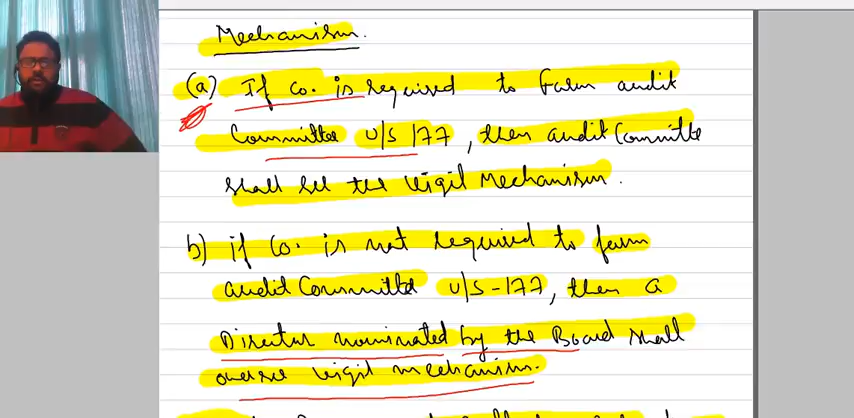 Mechanism.
(a) If Co. is required to form audit
Committee U/S 177, then audit Committe
shall see the Vigil Mechanism.
b) if Co. is not required to form
audit Committee U/S-177, then a
Director nominated by the Board shall
oversee vigil mechanism.